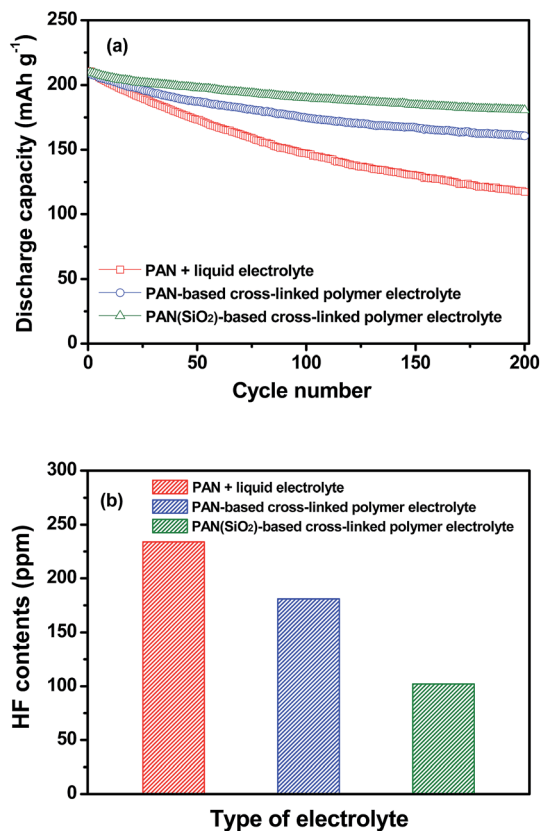 (a)
Discharge capacity (mAh g⁻¹)
250
200
150
100
50
0
PAN + liquid electrolyte
PAN-based cross-linked polymer electrolyte
PAN(SiO₂)-based cross-linked polymer electrolyte
0 50 100 150 200
Cycle number
(b)
HF contents (ppm)
300
250
200
150
100
50
0
PAN + liquid electrolyte
PAN-based cross-linked polymer electrolyte
PAN(SiO₂)-based cross-linked polymer electrolyte
Type of electrolyte